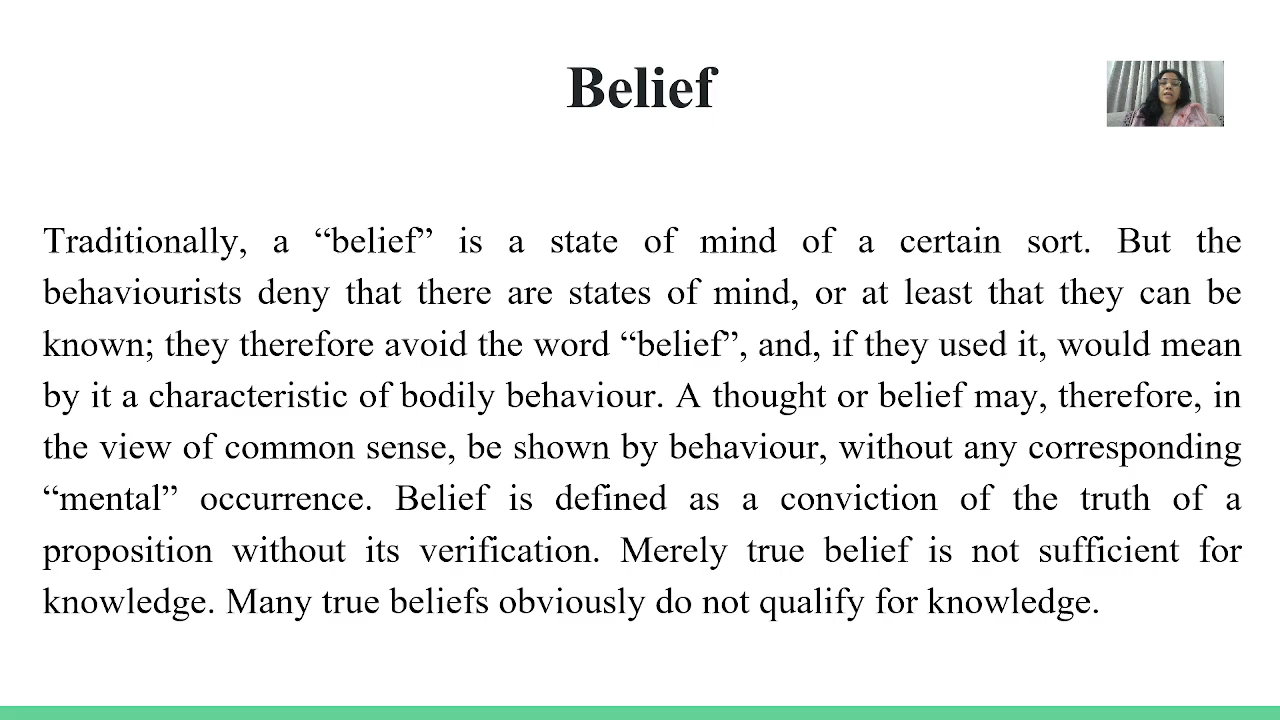 Belief
Traditionally, a “belief” is a state of mind of a certain sort. But the
behaviourists deny that there are states of mind, or at least that they can be
known; they therefore avoid the word “belief”, and, if they used it, would mean
by it a characteristic of bodily behaviour. A thought or belief may, therefore, in
the view of common sense, be shown by behaviour, without any corresponding
“mental” occurrence. Belief is defined as a conviction of the truth of a
proposition without its verification. Merely true belief is not sufficient for
knowledge. Many true beliefs obviously do not qualify for knowledge.